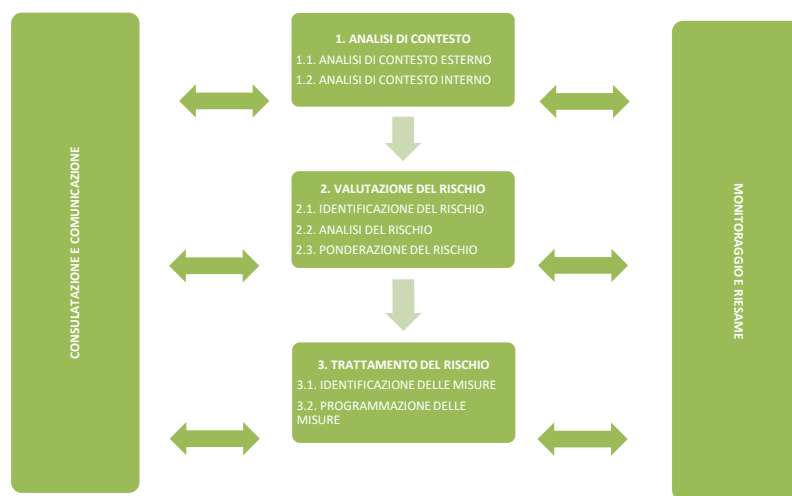 CONSULATAZIONE E COMUNICAZIONE
1. ANALISI DI CONTESTO
1.1. ANALISI DI CONTESTO ESTERNO
1.2. ANALISI DI CONTESTO INTERNO
2. VALUTAZIONE DEL RISCHIO
2.1. IDENTIFICAZIONE DEL RISCHIO
2.2. ANALISI DEL RISCHIO
2.3. PONDERAZIONE DEL RISCHIO
3. TRATTAMENTO DEL RISCHIO
3.1. IDENTIFICAZIONE DELLE MISURE
3.2. PROGRAMMAZIONE DELLE
MISURE
MONITORAGGIO E RIESAME